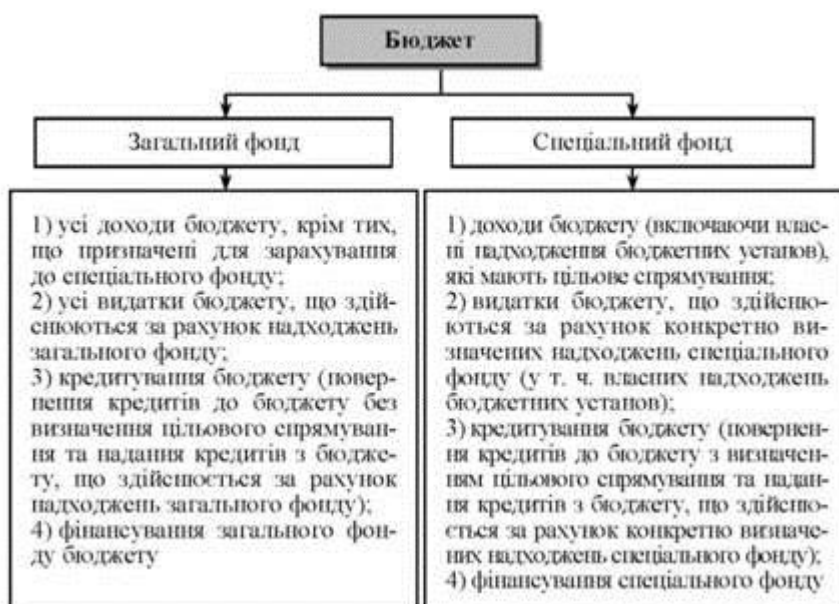 Бюджет
Загальний фонд
Спеціальний фонд
1) усі доходи бюджету, крім тих,
що призначені для зарахування
до спеціального фонду;
2) усі видатки бюджету, що здій-
снюються за рахунок надходжень
загального фонду;
3) кредитування бюджету (повер-
нення кредитів до бюджету без
визначення цільового спрямуван-
ня та надання кредитів з бюдже-
ту, що здійснюється за рахунок
надходжень загального фонду);
4) фінансування загального фон-
ду бюджету
1) доходи бюджету (включаючи влас-
ні надходження бюджетних установ),
які мають цільове спрямування;
2) видатки бюджету, що здійсню-
ються за рахунок конкретно ви-
значених надходжень спеціального
фонду (у т. ч. власних надходжень
бюджетних установ);
3) кредитування бюджету (повернен-
ня кредитів до бюджету з визначен-
ням цільового спрямування та надан-
ня кредитів з бюджету, що здійсню-
ється за рахунок конкретно визначе-
них надходжень спеціального фонду);
4) фінансування спеціального фонду